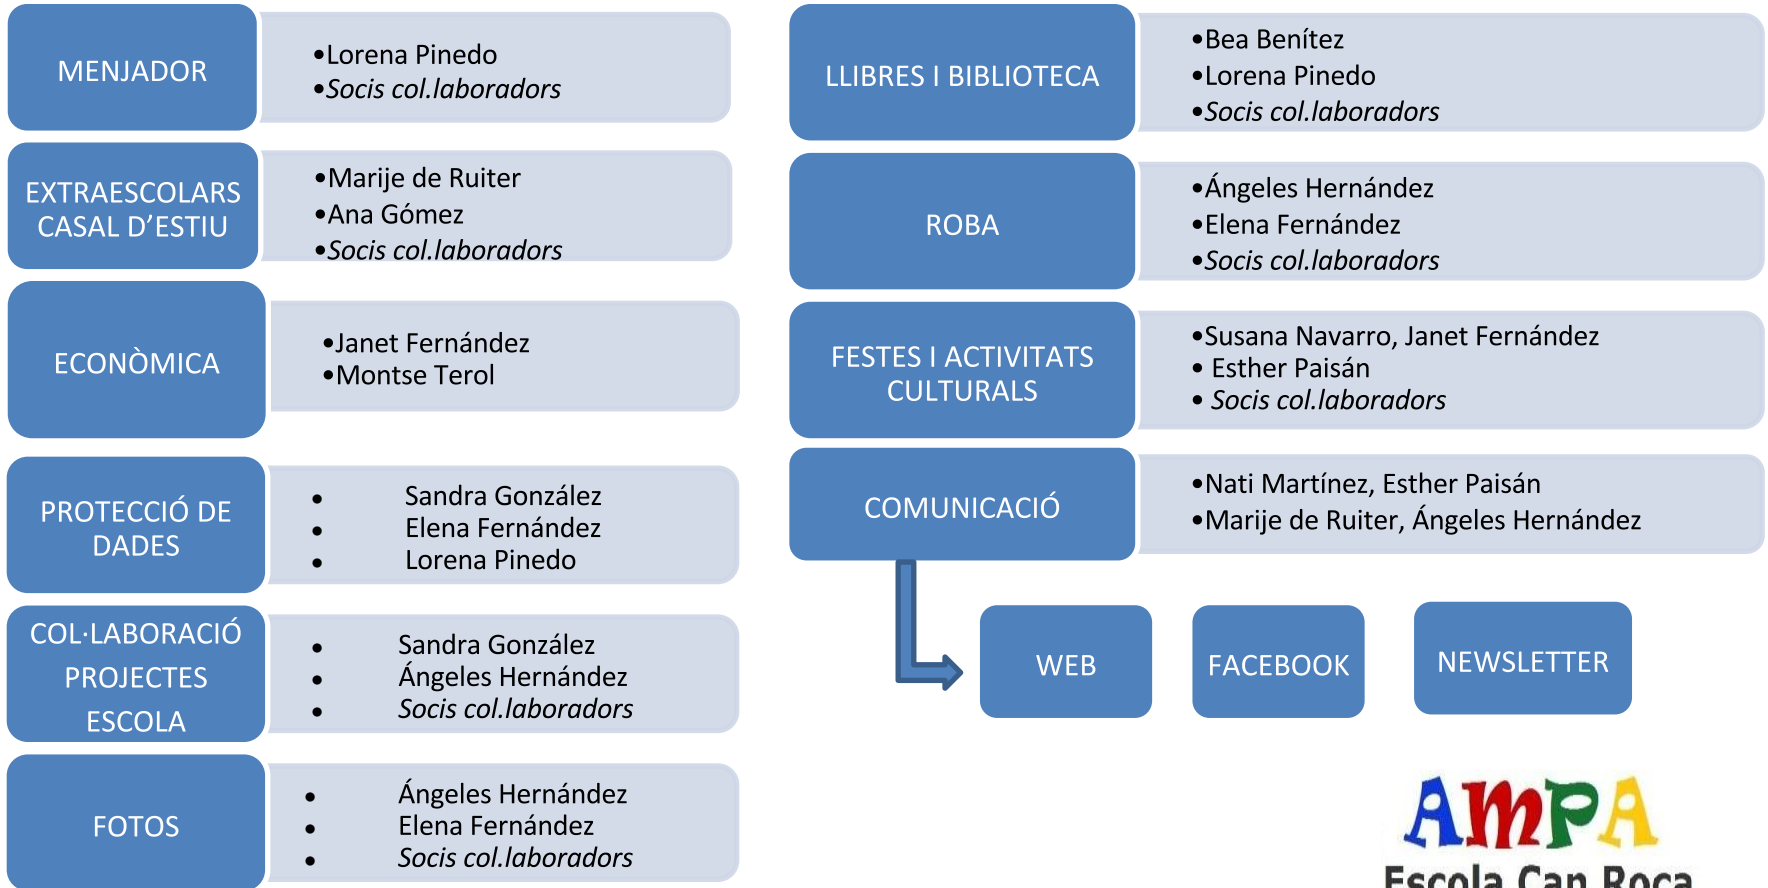 MENJADOR
•Lorena Pinedo
•Socis col.laboradors
EXTRAESCOLARS
CASAL D’ESTIU
•Marije de Ruiter
•Ana Gómez
•Socis col.laboradors
ECONÒMICA
•Janet Fernández
•Montse Terol
PROTECCIÓ DE
DADES
• Sandra González
• Elena Fernández
• Lorena Pinedo
COL·LABORACIÓ
PROJECTES
ESCOLA
• Sandra González
• Ángeles Hernández
• Socis col.laboradors
FOTOS
• Ángeles Hernández
• Elena Fernández
• Socis col.laboradors
LLIBRES I BIBLIOTECA
•Bea Benítez
•Lorena Pinedo
•Socis col.laboradors
ROBA
•Ángeles Hernández
•Elena Fernández
•Socis col.laboradors
FESTES I ACTIVITATS
CULTURALS
•Susana Navarro, Janet Fernández
• Esther Paisán
• Socis col.laboradors
COMUNICACIÓ
•Nati Martínez, Esther Paisán
•Marije de Ruiter, Ángeles Hernández
WEB
FACEBOOK
NEWSLETTER
AMPA
Escola Can Roca